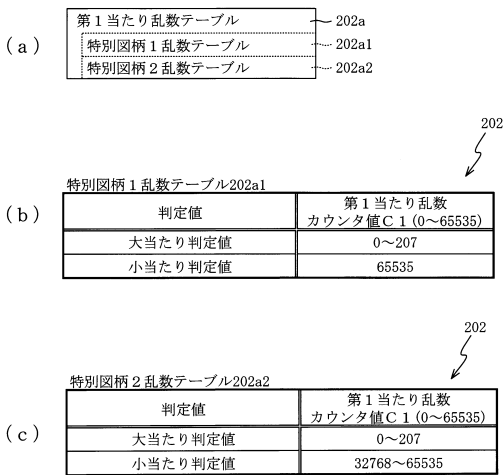 (a)
第1当たり乱数テーブル 202a
特別図柄1乱数テーブル 202a1
特別図柄2乱数テーブル 202a2
202
特別図柄1乱数テーブル202a1
(b)
判定値 第1当たり乱数
カウンタ値C1(0〜65535)
大当たり判定値 0〜207
小当たり判定値 65535
202
特別図柄2乱数テーブル202a2
(c)
判定値 第1当たり乱数
カウンタ値C1(0〜65535)
大当たり判定値 0〜207
小当たり判定値 32768〜65535